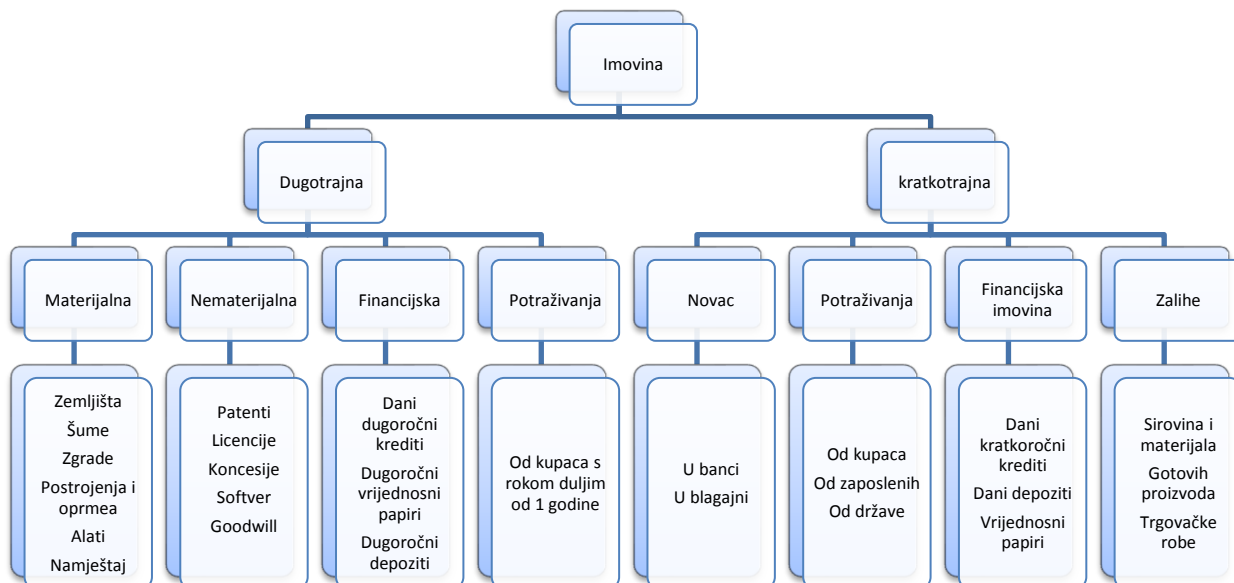 Imovina
Dugotrajna
kratkotrajna
Materijalna
Nematerijalna
Financijska
Potraživanja
Novac
Potraživanja
Financijska
imovina
Zalihe
Zemljišta
Šume
Zgrade
Postrojenja i
oprmea
Alati
Namještaj
Patenti
Licencije
Koncesije
Softver
Goodwill
Dani
dugoročni
krediti
Dugoročni
vrijednosni
papiri
Dugoročni
depoziti
Od kupaca s
rokom duljim
od 1 godine
U banci
U blagajni
Od kupaca
Od zaposlenih
Od države
Dani
kratkoročni
krediti
Dani depoziti
Vrijednosni
papiri
Sirovina i
materijala
Gotovih
proizvoda
Trgovačke
robe